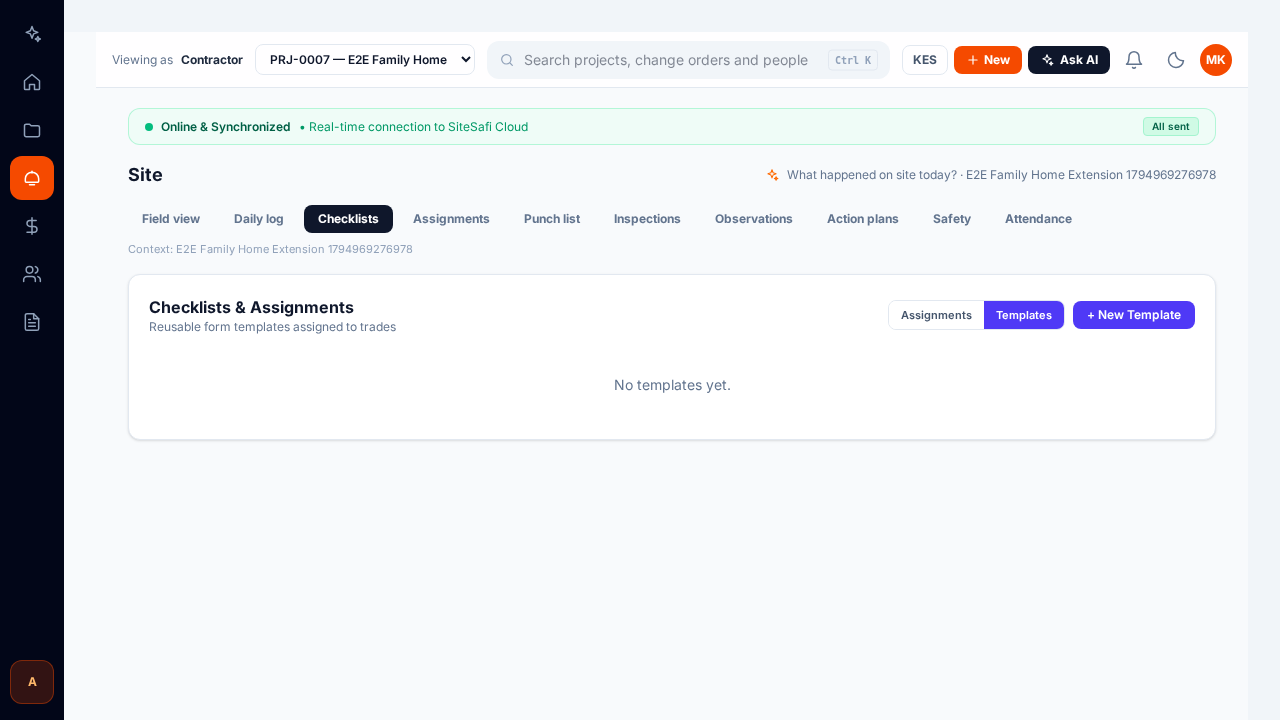 Viewing as Contractor
PRJ-0007 — E2E Family Home
Search projects, change orders and people
Ctrl K
KES
+ New
Ask AI
MK
Online & Synchronized • Real-time connection to SiteSafi Cloud
All sent
Site
What happened on site today? · E2E Family Home Extension 1794969276978
Field view Daily log Checklists Assignments Punch list Inspections Observations Action plans Safety Attendance
Context: E2E Family Home Extension 1794969276978
Checklists & Assignments
Reusable form templates assigned to trades
Assignments Templates
+ New Template
No templates yet.
A